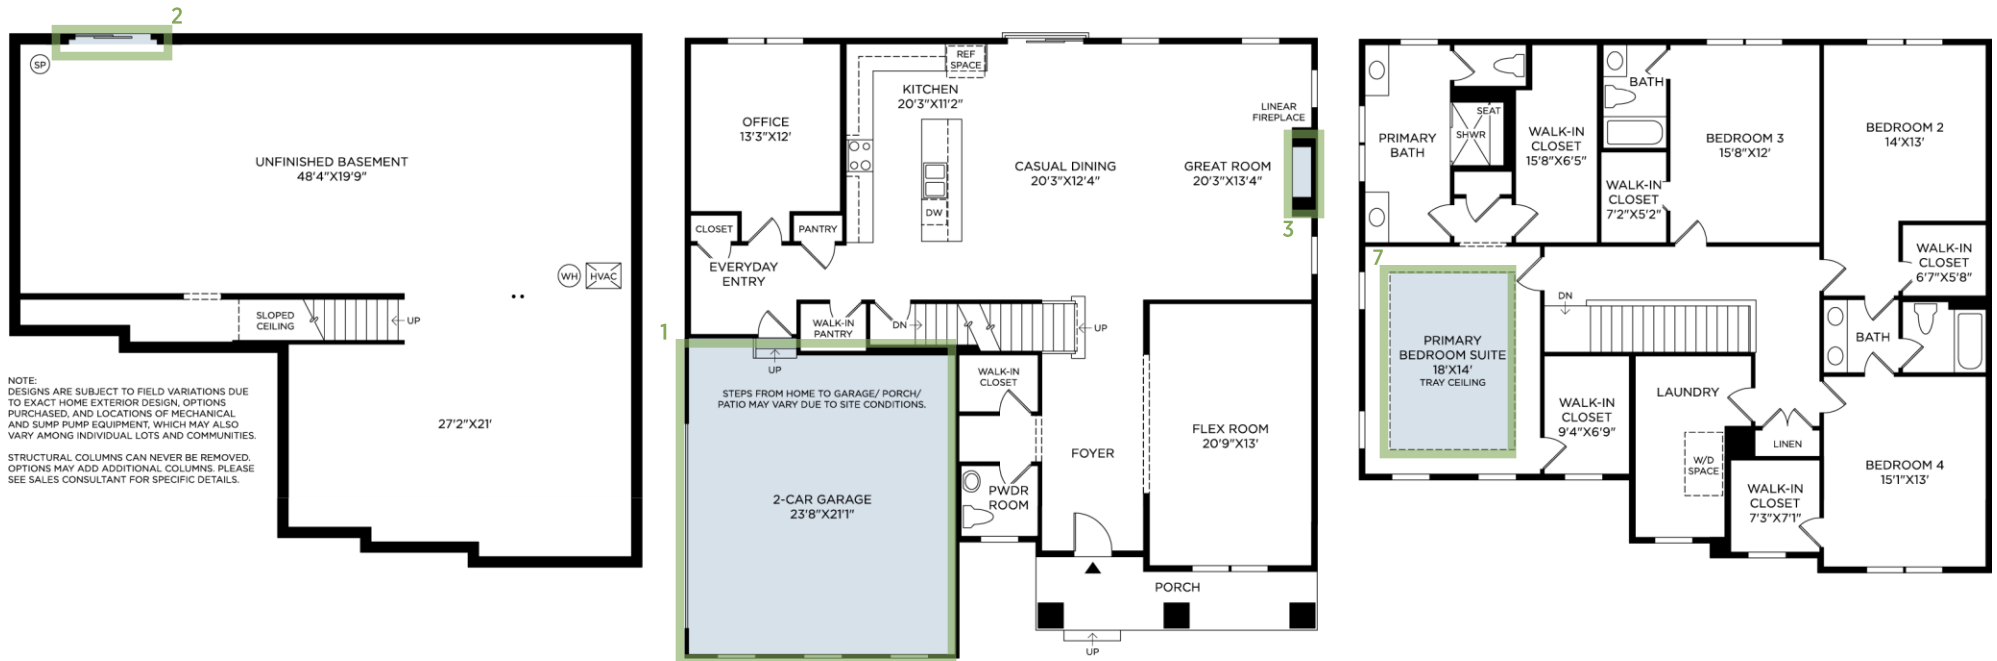 2
SP
UNFINISHED BASEMENT
48'4"X19'9"
WH
HVAC
SLOPED
CEILING
UP
NOTE:
DESIGNS ARE SUBJECT TO FIELD VARIATIONS DUE
TO EXACT HOME EXTERIOR DESIGN, OPTIONS
PURCHASED, AND LOCATIONS OF MECHANICAL
AND SUMP PUMP EQUIPMENT, WHICH MAY ALSO
VARY AMONG INDIVIDUAL LOTS AND COMMUNITIES.
STRUCTURAL COLUMNS CAN NEVER BE REMOVED.
OPTIONS MAY ADD ADDITIONAL COLUMNS. PLEASE
SEE SALES CONSULTANT FOR SPECIFIC DETAILS.
27'2"X21'
REF
SPACE
KITCHEN
20'3"X11'2"
OFFICE
13'3"X12'
LINEAR
FIREPLACE
CASUAL DINING
20'3"X12'4"
GREAT ROOM
20'3"X13'4"
3
DW
CLOSET
PANTRY
EVERYDAY
ENTRY
WALK-IN
PANTRY
DN
UP
1
UP
STEPS FROM HOME TO GARAGE/ PORCH/
PATIO MAY VARY DUE TO SITE CONDITIONS.
WALK-IN
CLOSET
FLEX ROOM
20'9"X13'
FOYER
2-CAR GARAGE
23'8"X21'1"
PWDR
ROOM
PORCH
UP
PRIMARY
BATH
SEAT
SHWR
WALK-IN
CLOSET
15'8"X6'5"
BATH
BEDROOM 3
15'8"X12'
WALK-IN
CLOSET
7'2"X5'2"
BEDROOM 2
14'X13'
WALK-IN
CLOSET
6'7"X5'8"
7
DN
PRIMARY
BEDROOM SUITE
18'X14'
TRAY CEILING
BATH
WALK-IN
CLOSET
9'4"X6'9"
LAUNDRY
W/D
SPACE
LINEN
BEDROOM 4
15'1"X13'
WALK-IN
CLOSET
7'3"X7'1"